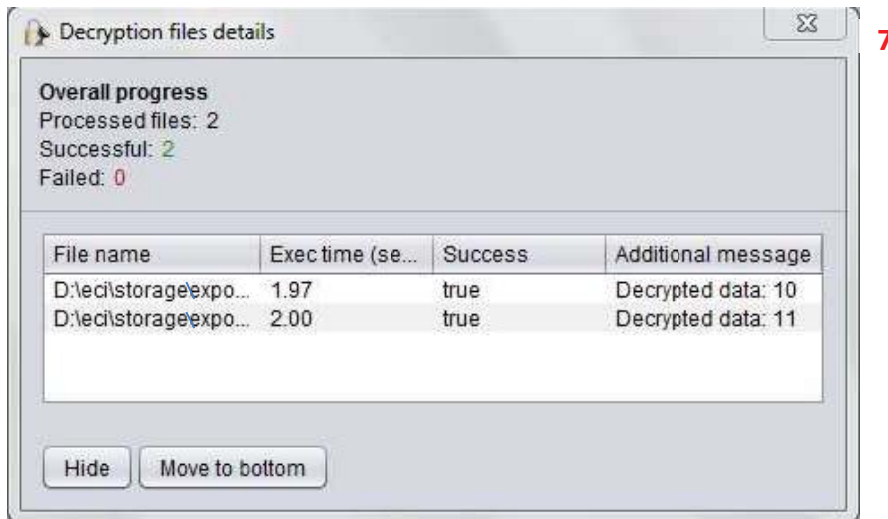 Decryption files details
7
Overall progress
Processed files: 2
Successful: 2
Failed: 0
File name Exec time (se... Success Additional message
D:\eci\storage\expo... 1.97 true Decrypted data: 10
D:\eci\storage\expo... 2.00 true Decrypted data: 11
Hide Move to bottom